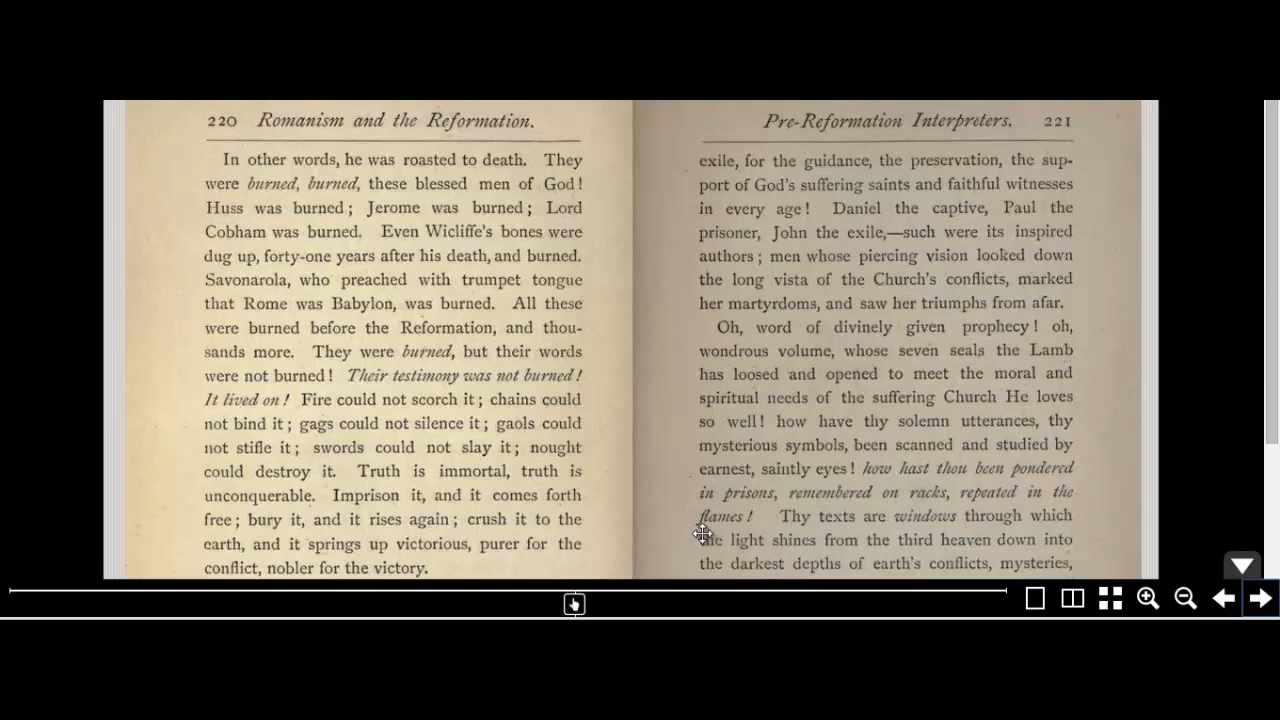 220 Romanism and the Reformation.
In other words, he was roasted to death. They
were burned, burned, these blessed men of God!
Huss was burned; Jerome was burned; Lord
Cobham was burned. Even Wicliffe's bones were
dug up, forty-one years after his death, and burned.
Savonarola, who preached with trumpet tongue
that Rome was Babylon, was burned. All these
were burned before the Reformation, and thou-
sands more. They were burned, but their words
were not burned! Their testimony was not burned!
It lived on! Fire could not scorch it; chains could
not bind it; gags could not silence it; gaols could
not stifle it; swords could not slay it; nought
could destroy it. Truth is immortal, truth is
unconquerable. Imprison it, and it comes forth
free; bury it, and it rises again; crush it to the
earth, and it springs up victorious, purer for the
conflict, nobler for the victory.
Pre-Reformation Interpreters. 221
exile, for the guidance, the preservation, the sup-
port of God's suffering saints and faithful witnesses
in every age! Daniel the captive, Paul the
prisoner, John the exile,—such were its inspired
authors; men whose piercing vision looked down
the long vista of the Church's conflicts, marked
her martyrdoms, and saw her triumphs from afar.
Oh, word of divinely given prophecy! oh,
wondrous volume, whose seven seals the Lamb
has loosed and opened to meet the moral and
spiritual needs of the suffering Church He loves
so well! how have thy solemn utterances, thy
mysterious symbols, been scanned and studied by
earnest, saintly eyes! how hast thou been pondered
in prisons, remembered on racks, repeated in the
flames! Thy texts are windows through which
the light shines from the third heaven down into
the darkest depths of earth's conflicts, mysteries,